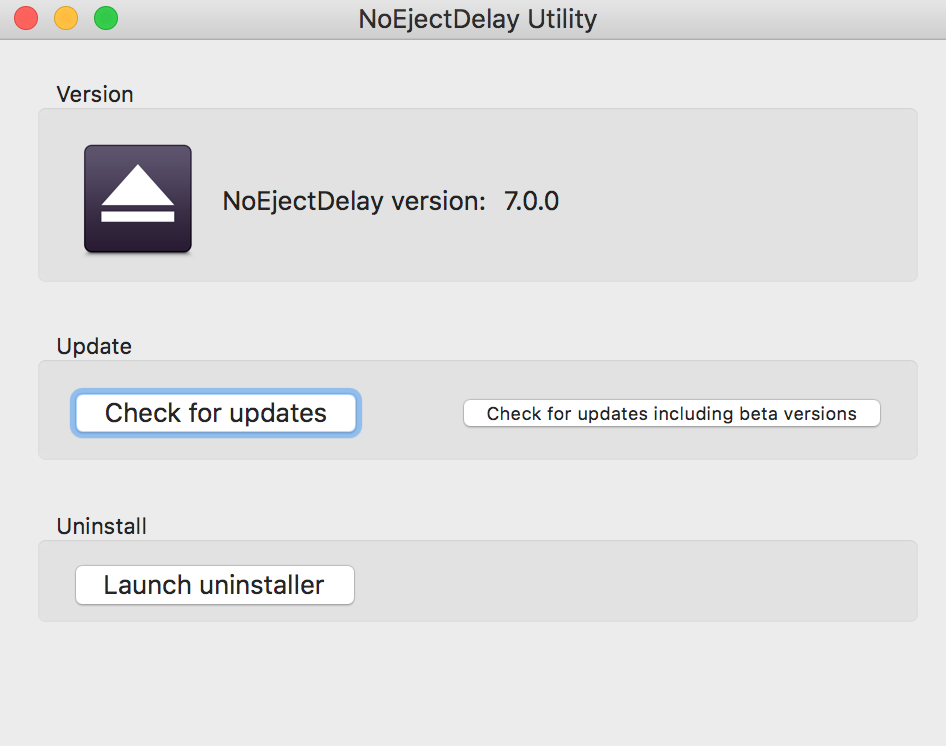 NoEjectDelay Utility
Version
NoEjectDelay version: 7.0.0
Update
Check for updates
Check for updates including beta versions
Uninstall
Launch uninstaller